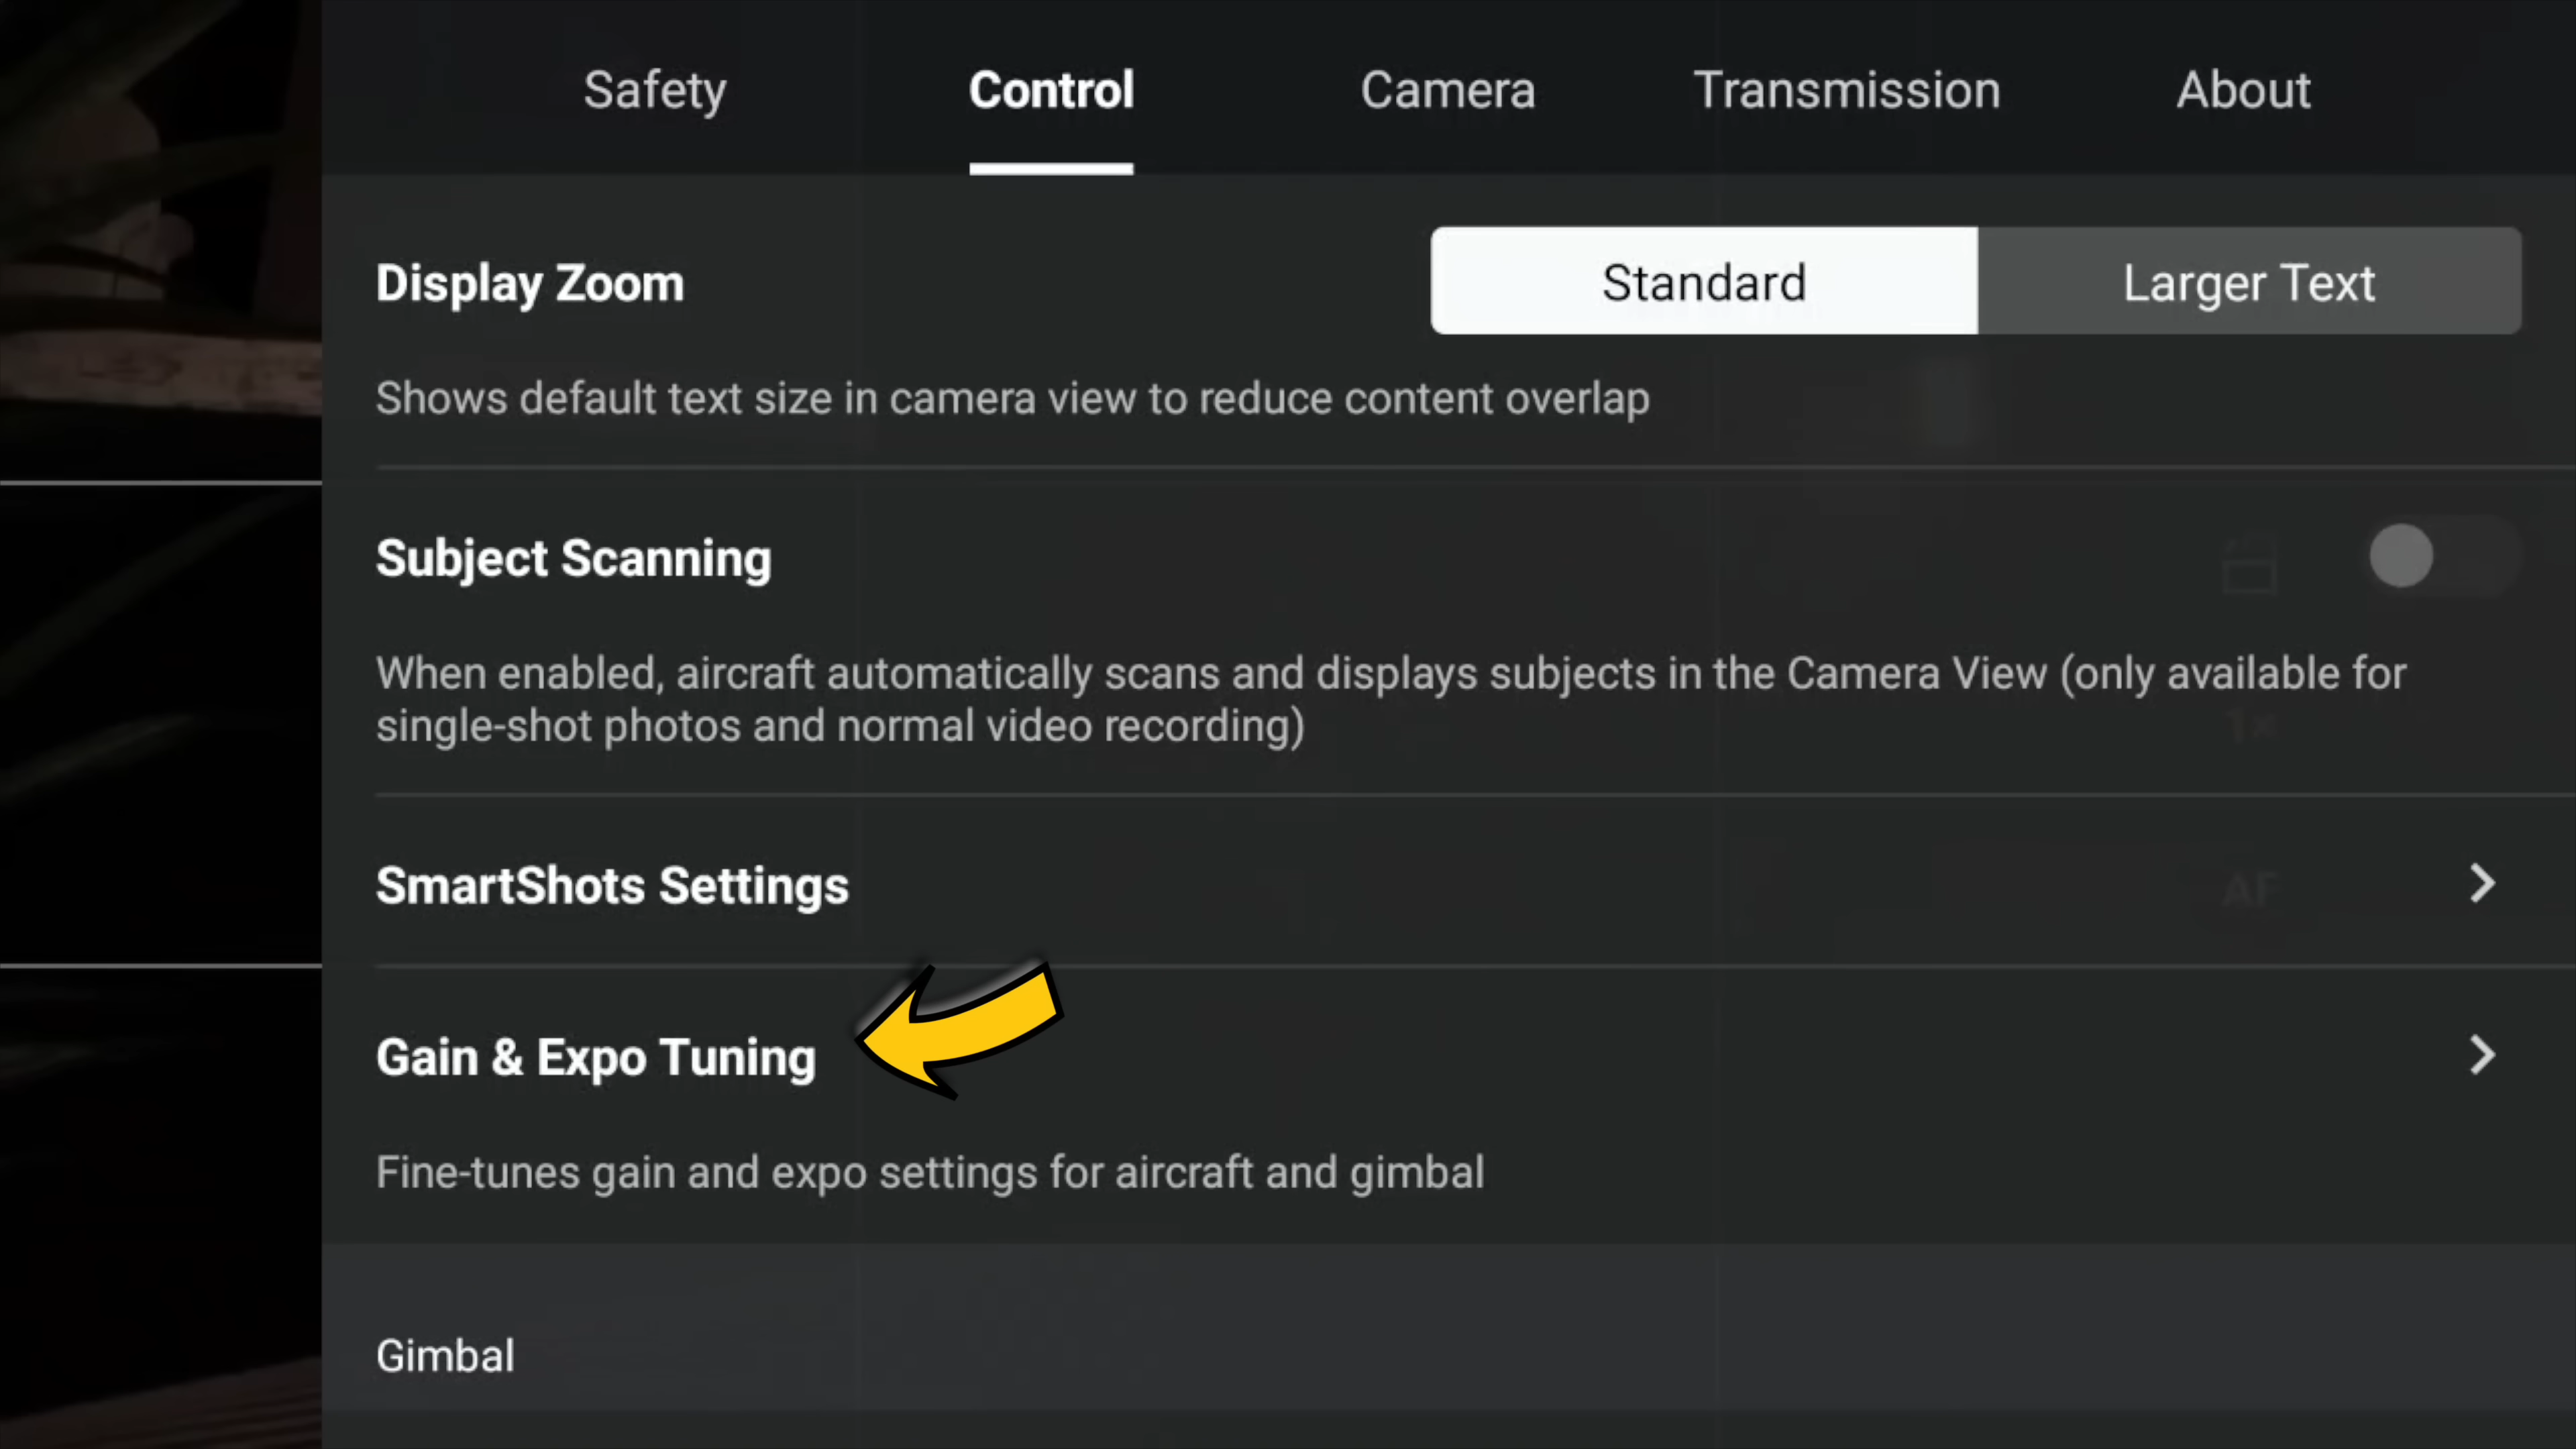 Safety Control Camera Transmission About
Display Zoom Standard Larger Text
Shows default text size in camera view to reduce content overlap
Subject Scanning
When enabled, aircraft automatically scans and displays subjects in the Camera View (only available for
single-shot photos and normal video recording)
1×
SmartShots Settings
AF
Gain & Expo Tuning
Fine-tunes gain and expo settings for aircraft and gimbal
Gimbal